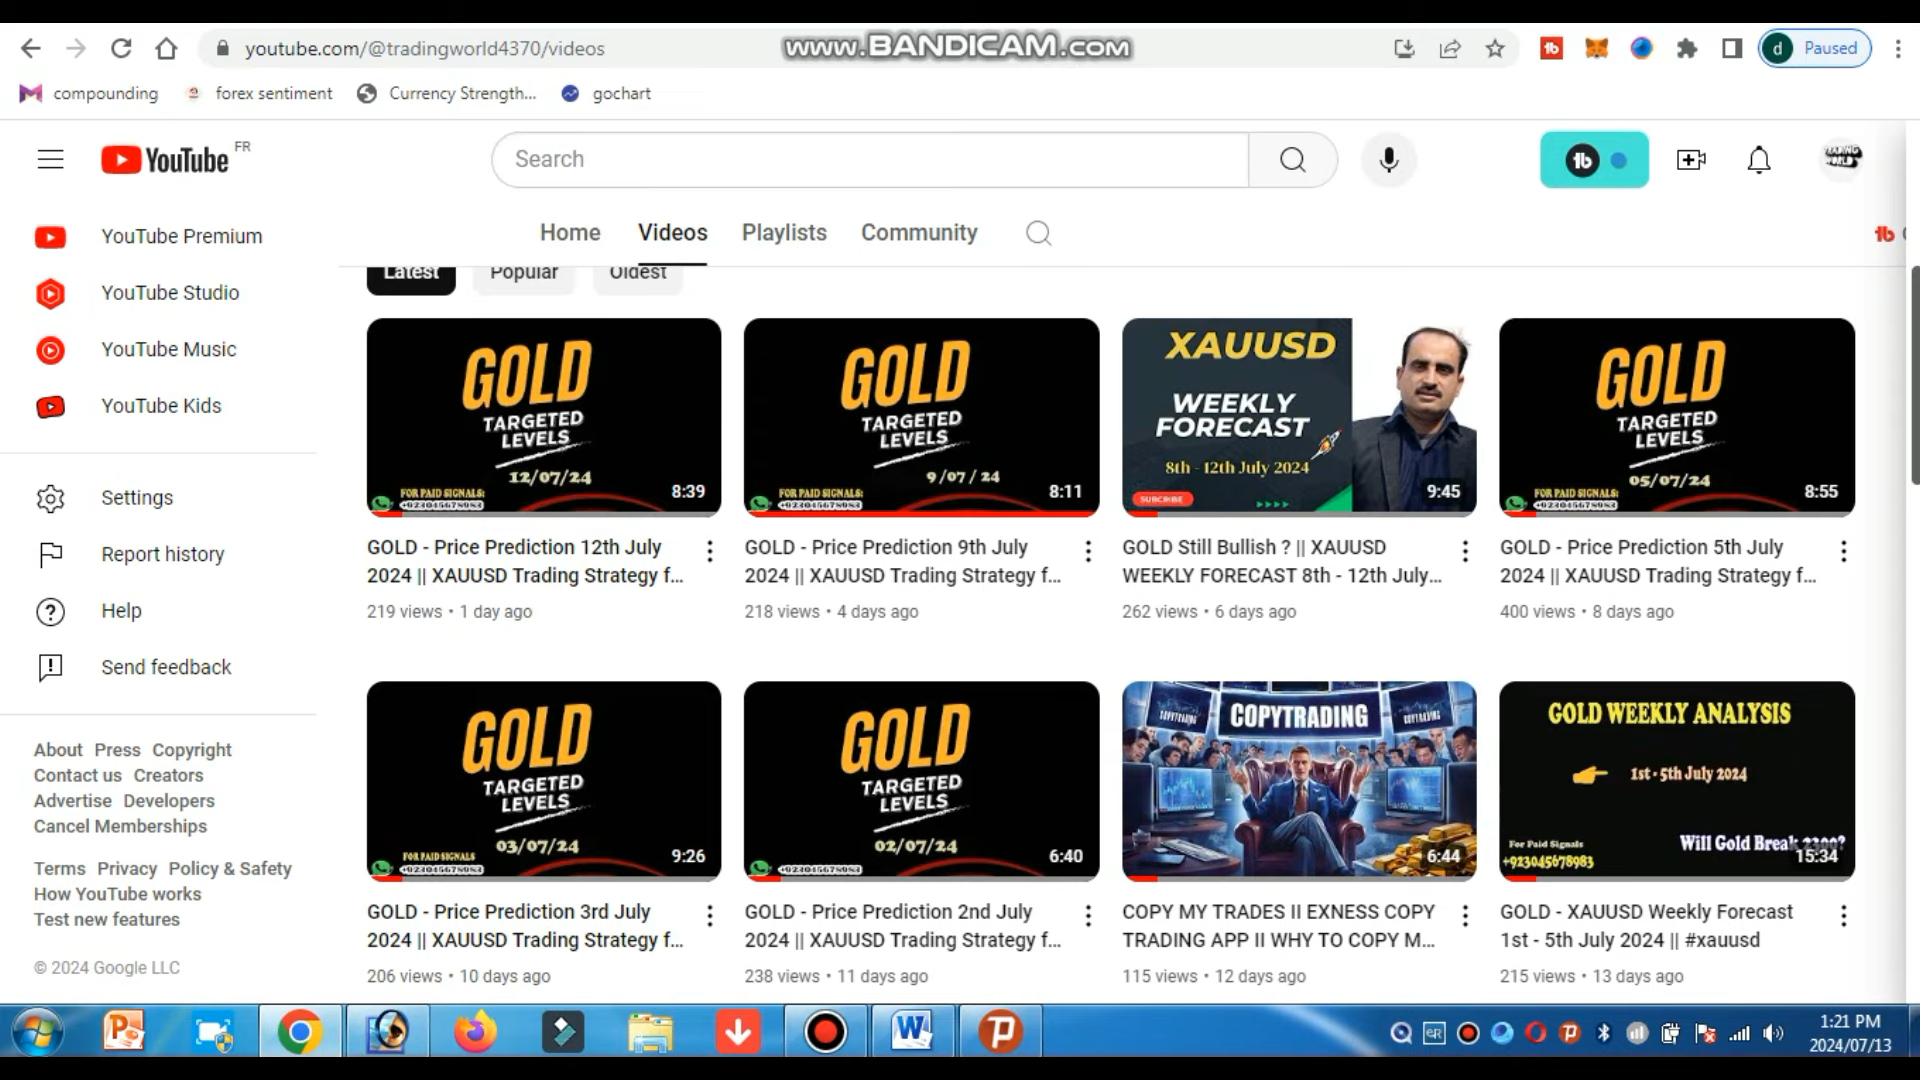 youtube.com/@tradingworld4370/videos
www.BANDICAM.com
d Paused
compounding forex sentiment Currency Strength... gochart
YouTube FR
Search
YouTube Premium
YouTube Studio
YouTube Music
YouTube Kids
Settings
Report history
Help
Send feedback
About Press Copyright
Contact us Creators
Advertise Developers
Cancel Memberships
Terms Privacy Policy & Safety
How YouTube works
Test new features
© 2024 Google LLC
Home Videos Playlists Community
Latest Popular Oldest
GOLD
TARGETED
LEVELS
12/07/24
FOR PAID SIGNALS:
+923045678983
8:39
GOLD - Price Prediction 12th July
2024 || XAUUSD Trading Strategy f...
219 views • 1 day ago
GOLD
TARGETED
LEVELS
9/07/24
FOR PAID SIGNALS:
+923045678983
8:11
GOLD - Price Prediction 9th July
2024 || XAUUSD Trading Strategy f...
218 views • 4 days ago
XAUUSD
WEEKLY
FORECAST
8th - 12th July 2024
SUBSCRIBE
9:45
GOLD Still Bullish ? || XAUUSD
WEEKLY FORECAST 8th - 12th July...
262 views • 6 days ago
GOLD
TARGETED
LEVELS
05/07/24
FOR PAID SIGNALS:
+923045678983
8:55
GOLD - Price Prediction 5th July
2024 || XAUUSD Trading Strategy f...
400 views • 8 days ago
GOLD
TARGETED
LEVELS
03/07/24
FOR PAID SIGNALS
+923045678983
9:26
GOLD - Price Prediction 3rd July
2024 || XAUUSD Trading Strategy f...
206 views • 10 days ago
GOLD
TARGETED
LEVELS
02/07/24
+923045678983
6:40
GOLD - Price Prediction 2nd July
2024 || XAUUSD Trading Strategy f...
238 views • 11 days ago
COPYTRADING
6:44
COPY MY TRADES II EXNESS COPY
TRADING APP II WHY TO COPY M...
115 views • 12 days ago
GOLD WEEKLY ANALYSIS
1st - 5th July 2024
Will Gold Break 2300?
For Paid Signals
+923045678983
15:34
GOLD - XAUUSD Weekly Forecast
1st - 5th July 2024 || #xauusd
215 views • 13 days ago
1:21 PM
2024/07/13